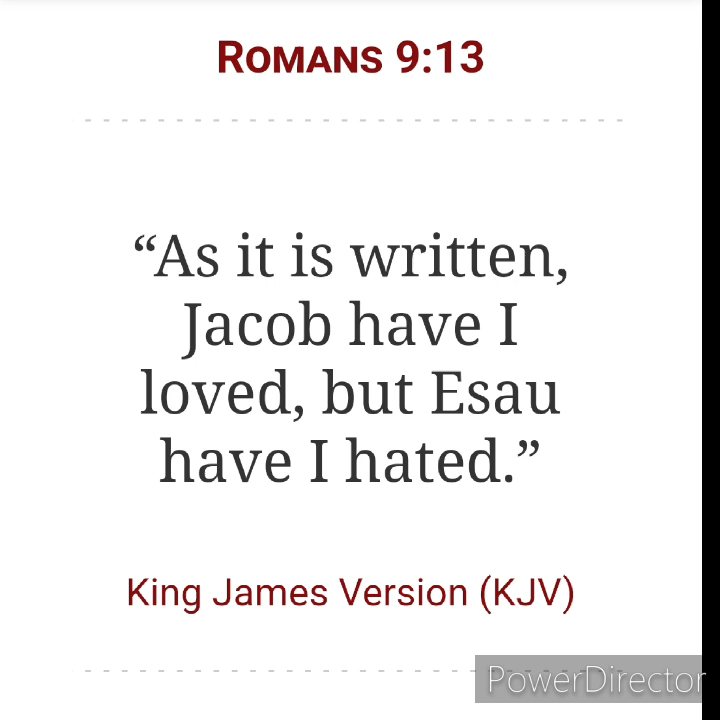 Romans 9:13
“As it is written,
Jacob have I
loved, but Esau
have I hated.”
King James Version (KJV)
PowerDirector